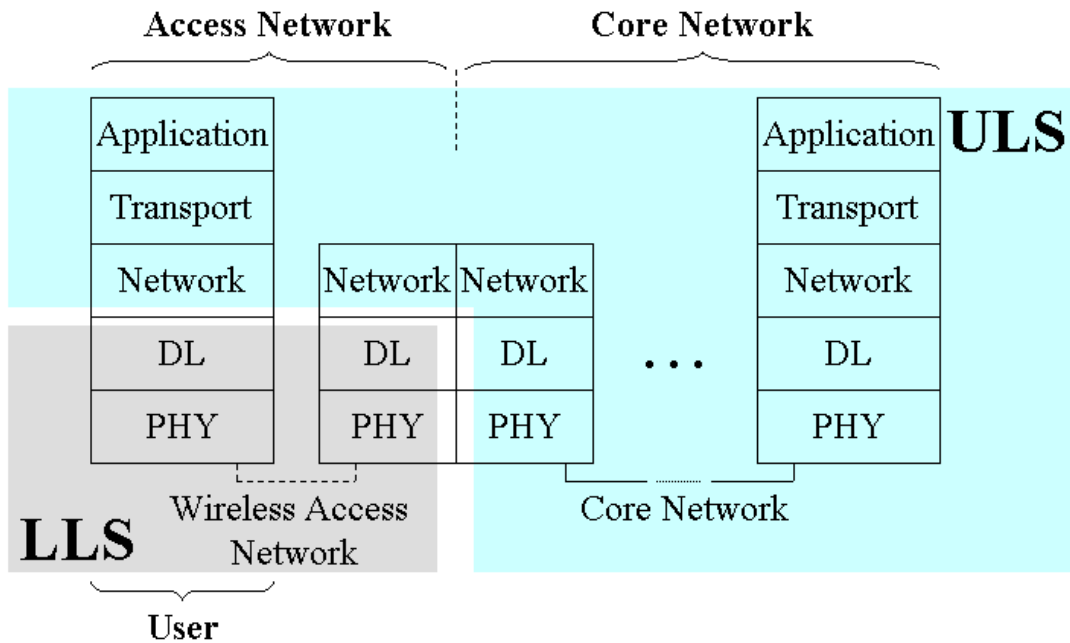 Access Network
Core Network
Application
Application
ULS
Transport
Transport
Network
Network
Network
Network
DL
DL
DL
...
DL
PHY
PHY
PHY
PHY
Wireless Access
Network
Core Network
LLS
User